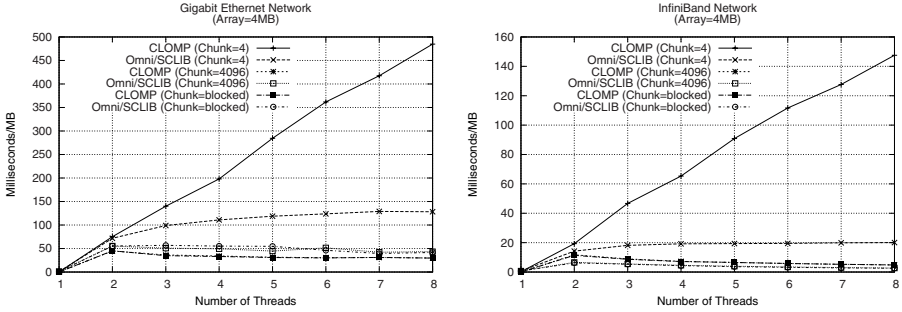 Gigabit Ethernet Network
(Array=4MB)
500
450
400
350
300
250
200
150
100
50
0
Milliseconds/MB
CLOMP (Chunk=4)
Omni/SCLIB (Chunk=4)
CLOMP (Chunk=4096)
Omni/SCLIB (Chunk=4096)
CLOMP (Chunk=blocked)
Omni/SCLIB (Chunk=blocked)
1 2 3 4 5 6 7 8
Number of Threads
InfiniBand Network
(Array=4MB)
160
140
120
100
80
60
40
20
0
Milliseconds/MB
CLOMP (Chunk=4)
Omni/SCLIB (Chunk=4)
CLOMP (Chunk=4096)
Omni/SCLIB (Chunk=4096)
CLOMP (Chunk=blocked)
Omni/SCLIB (Chunk=blocked)
1 2 3 4 5 6 7 8
Number of Threads